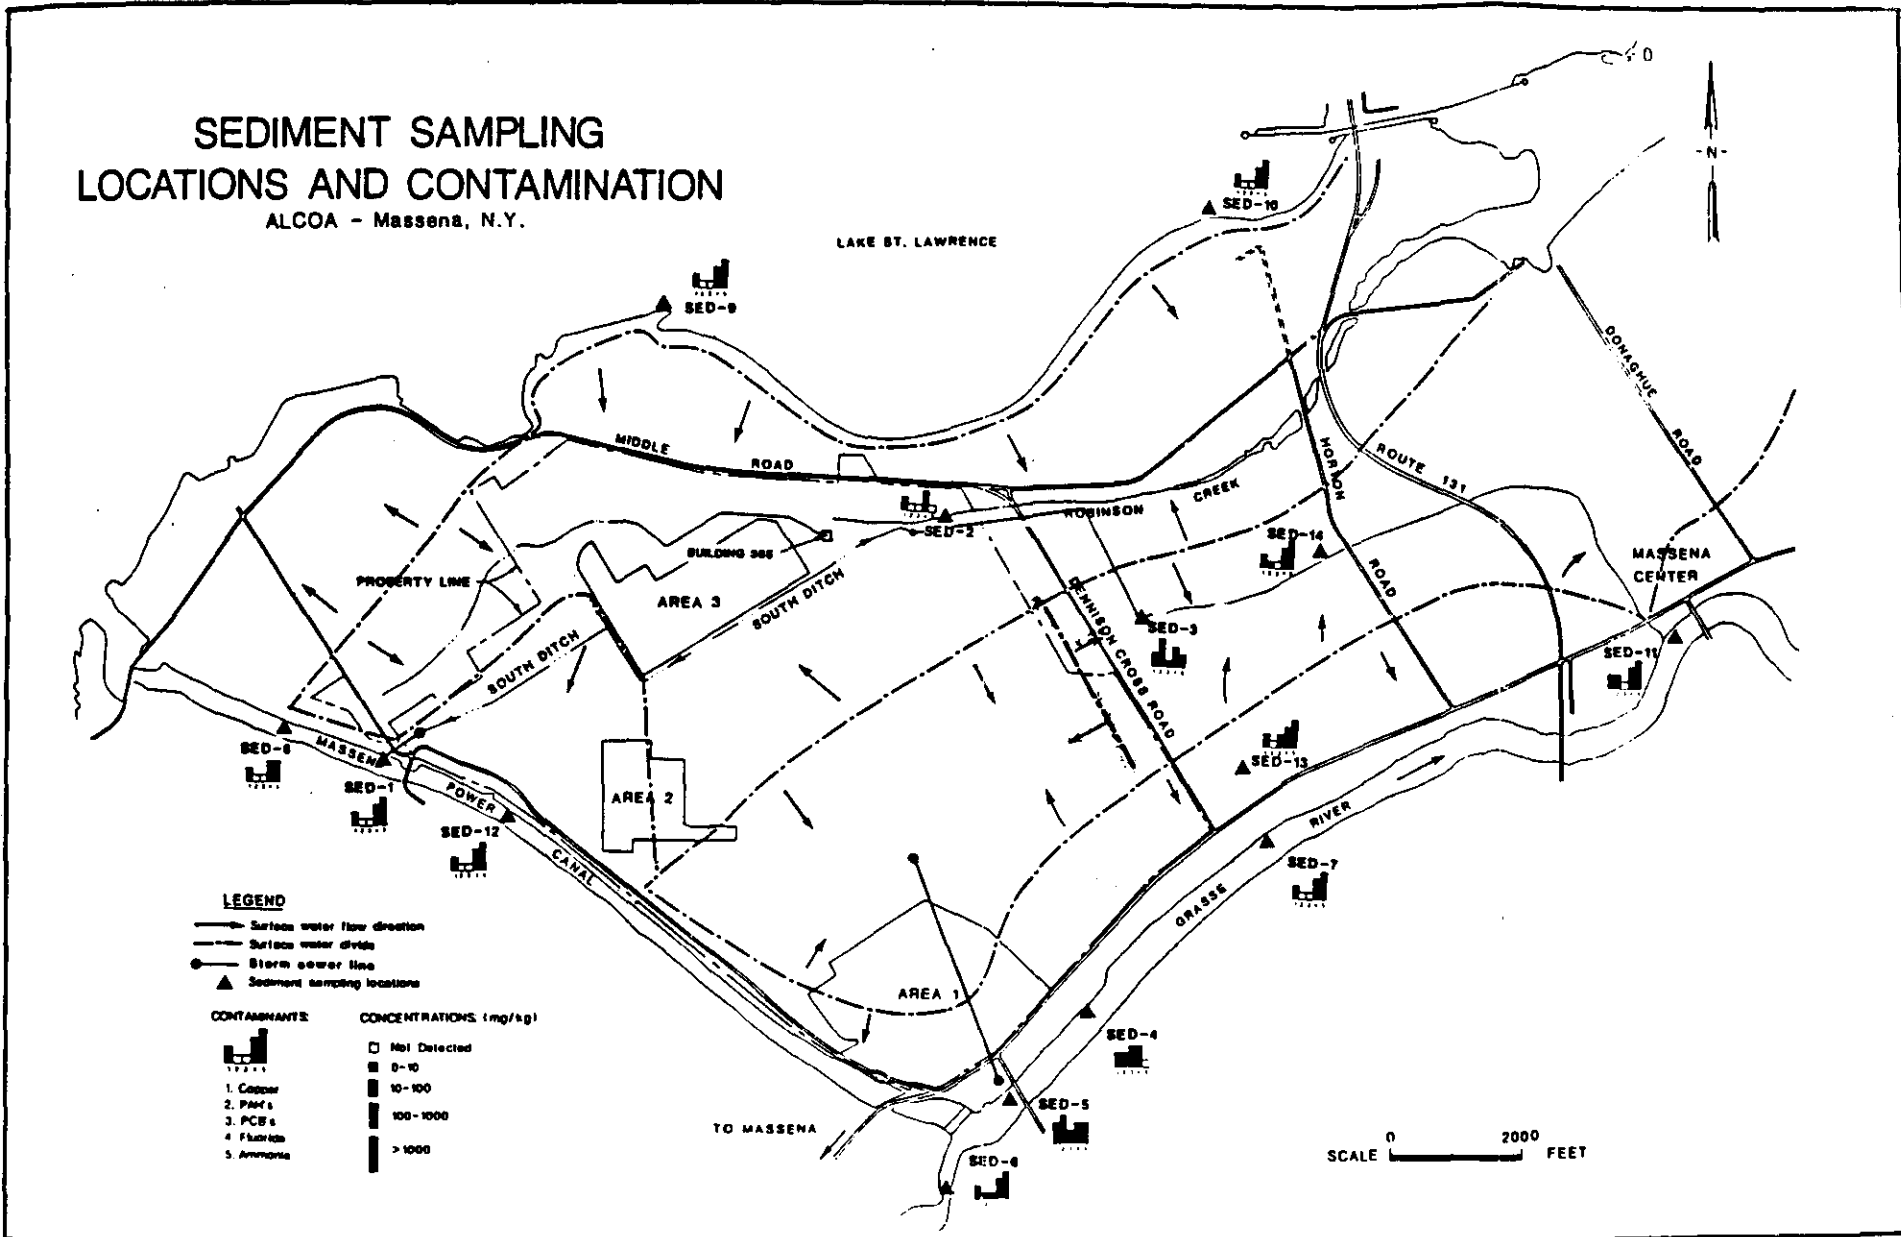 SEDIMENT SAMPLING
LOCATIONS AND CONTAMINATION
ALCOA - Massena, N.Y.
LAKE ST. LAWRENCE
-N-
SED-10
SED-9
DONAGHUE ROAD
MIDDLE ROAD
ROUTE 131
HORTON ROAD
ROBINSON CREEK
SED-2
SED-14
BUILDING
MASSENA
CENTER
PROPERTY LINE
AREA 3
SOUTH DITCH
SOUTH DITCH
DENNISON CROSS ROAD
SED-3
SED-11
SED-13
MASSENA POWER CANAL
SED-1
SED-12
AREA 2
GRASSE RIVER
SED-7
LEGEND
Surface water flow direction
Surface water divide
Storm sewer line
Sediment sampling locations
AREA 1
CONTAMINANTS:
CONCENTRATIONS: (mg/kg)
Not Detected
0-10
10-100
100-1000
>1000
1. Copper
2. PAH's
3. PCB's
4. Fluoride
5. Ammonia
SED-4
SED-5
TO MASSENA
SCALE 0 2000 FEET